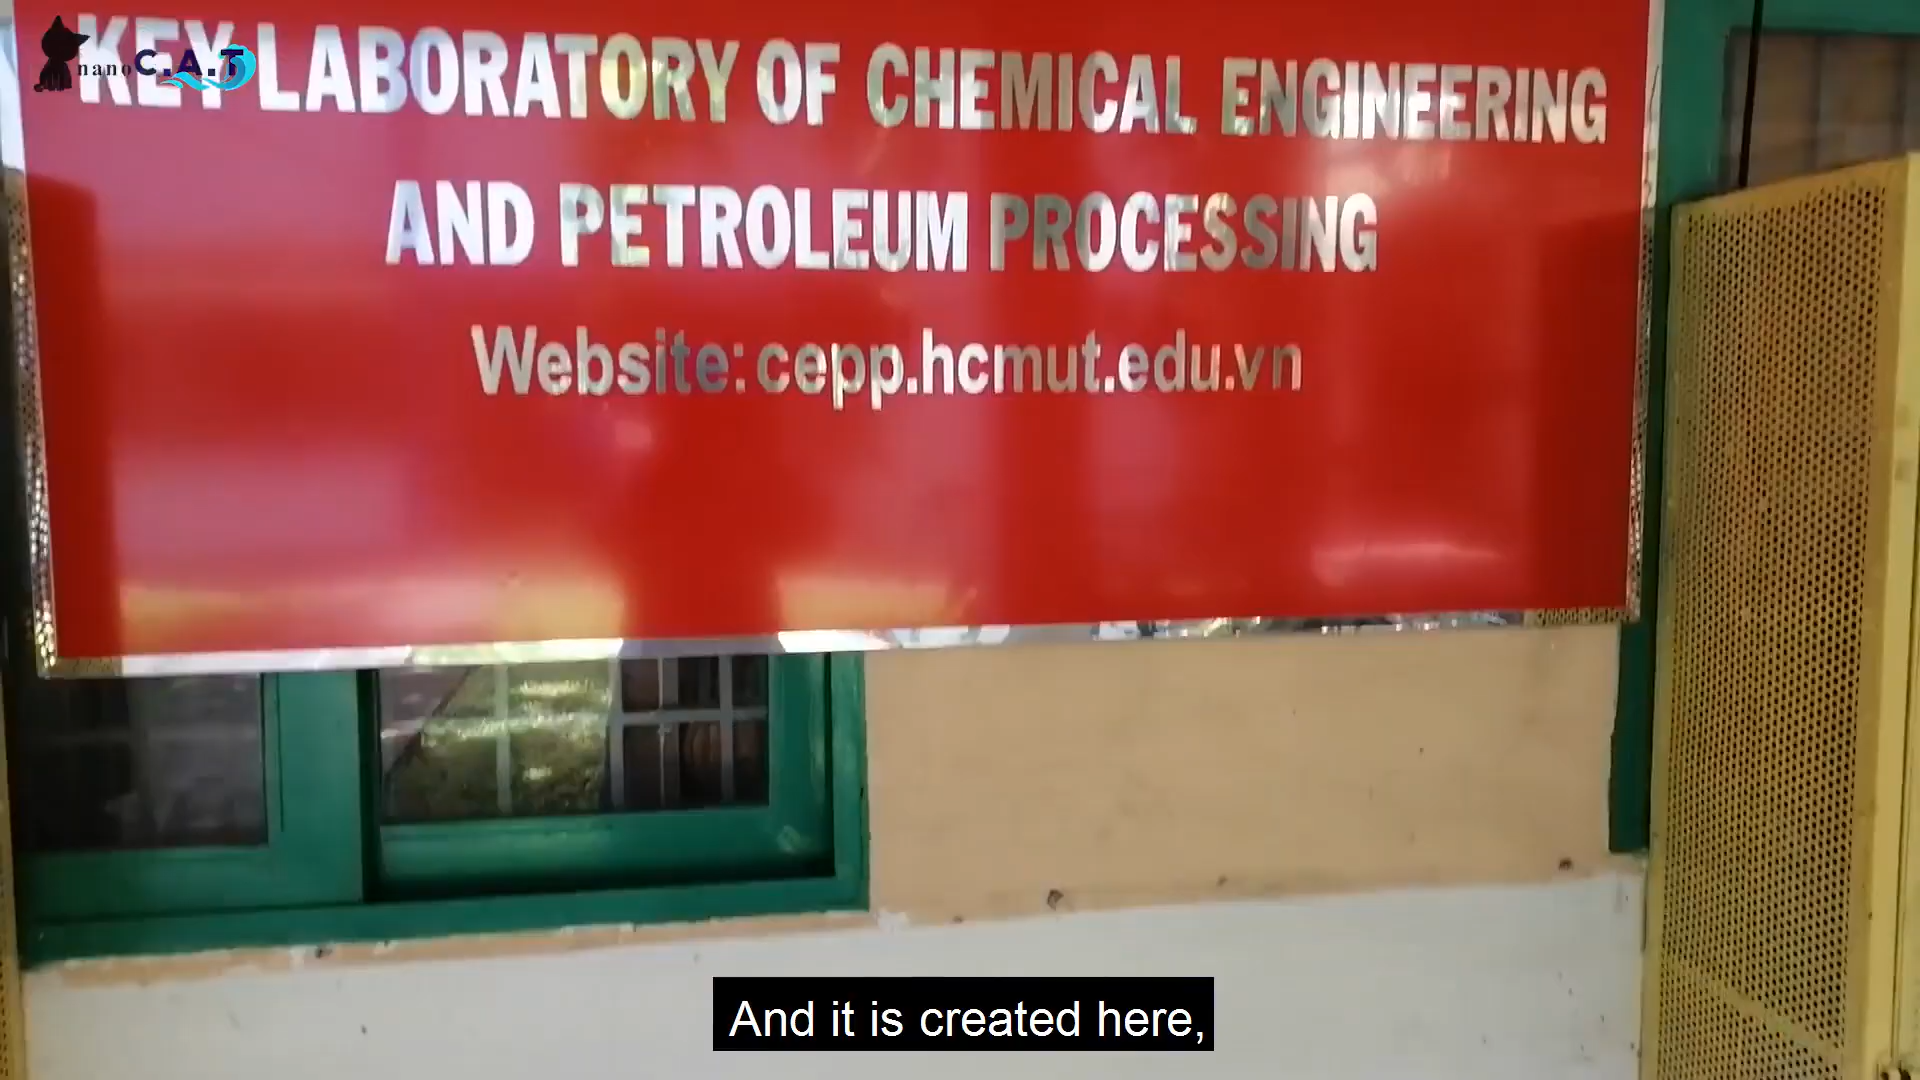 nano C.A.T
KEY LABORATORY OF CHEMICAL ENGINEERING
AND PETROLEUM PROCESSING
Website: cepp.hcmut.edu.vn
And it is created here,